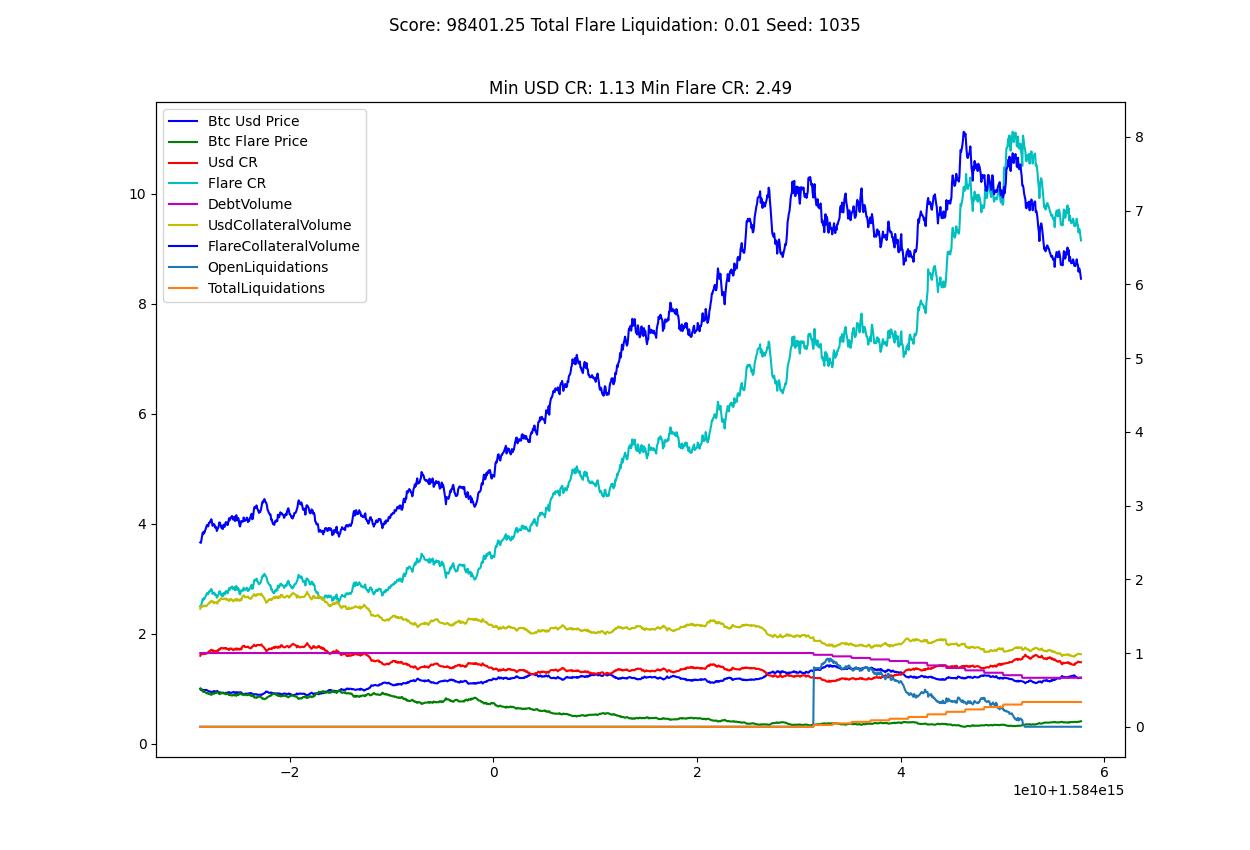 Score: 98401.25 Total Flare Liquidation: 0.01 Seed: 1035
Min USD CR: 1.13 Min Flare CR: 2.49
Btc Usd Price
Btc Flare Price
Usd CR
Flare CR
DebtVolume
UsdCollateralVolume
FlareCollateralVolume
OpenLiquidations
TotalLiquidations
10
8
6
4
2
0
8
7
6
5
4
3
2
1
0
−2 0 2 4 6
1e10+1.584e15